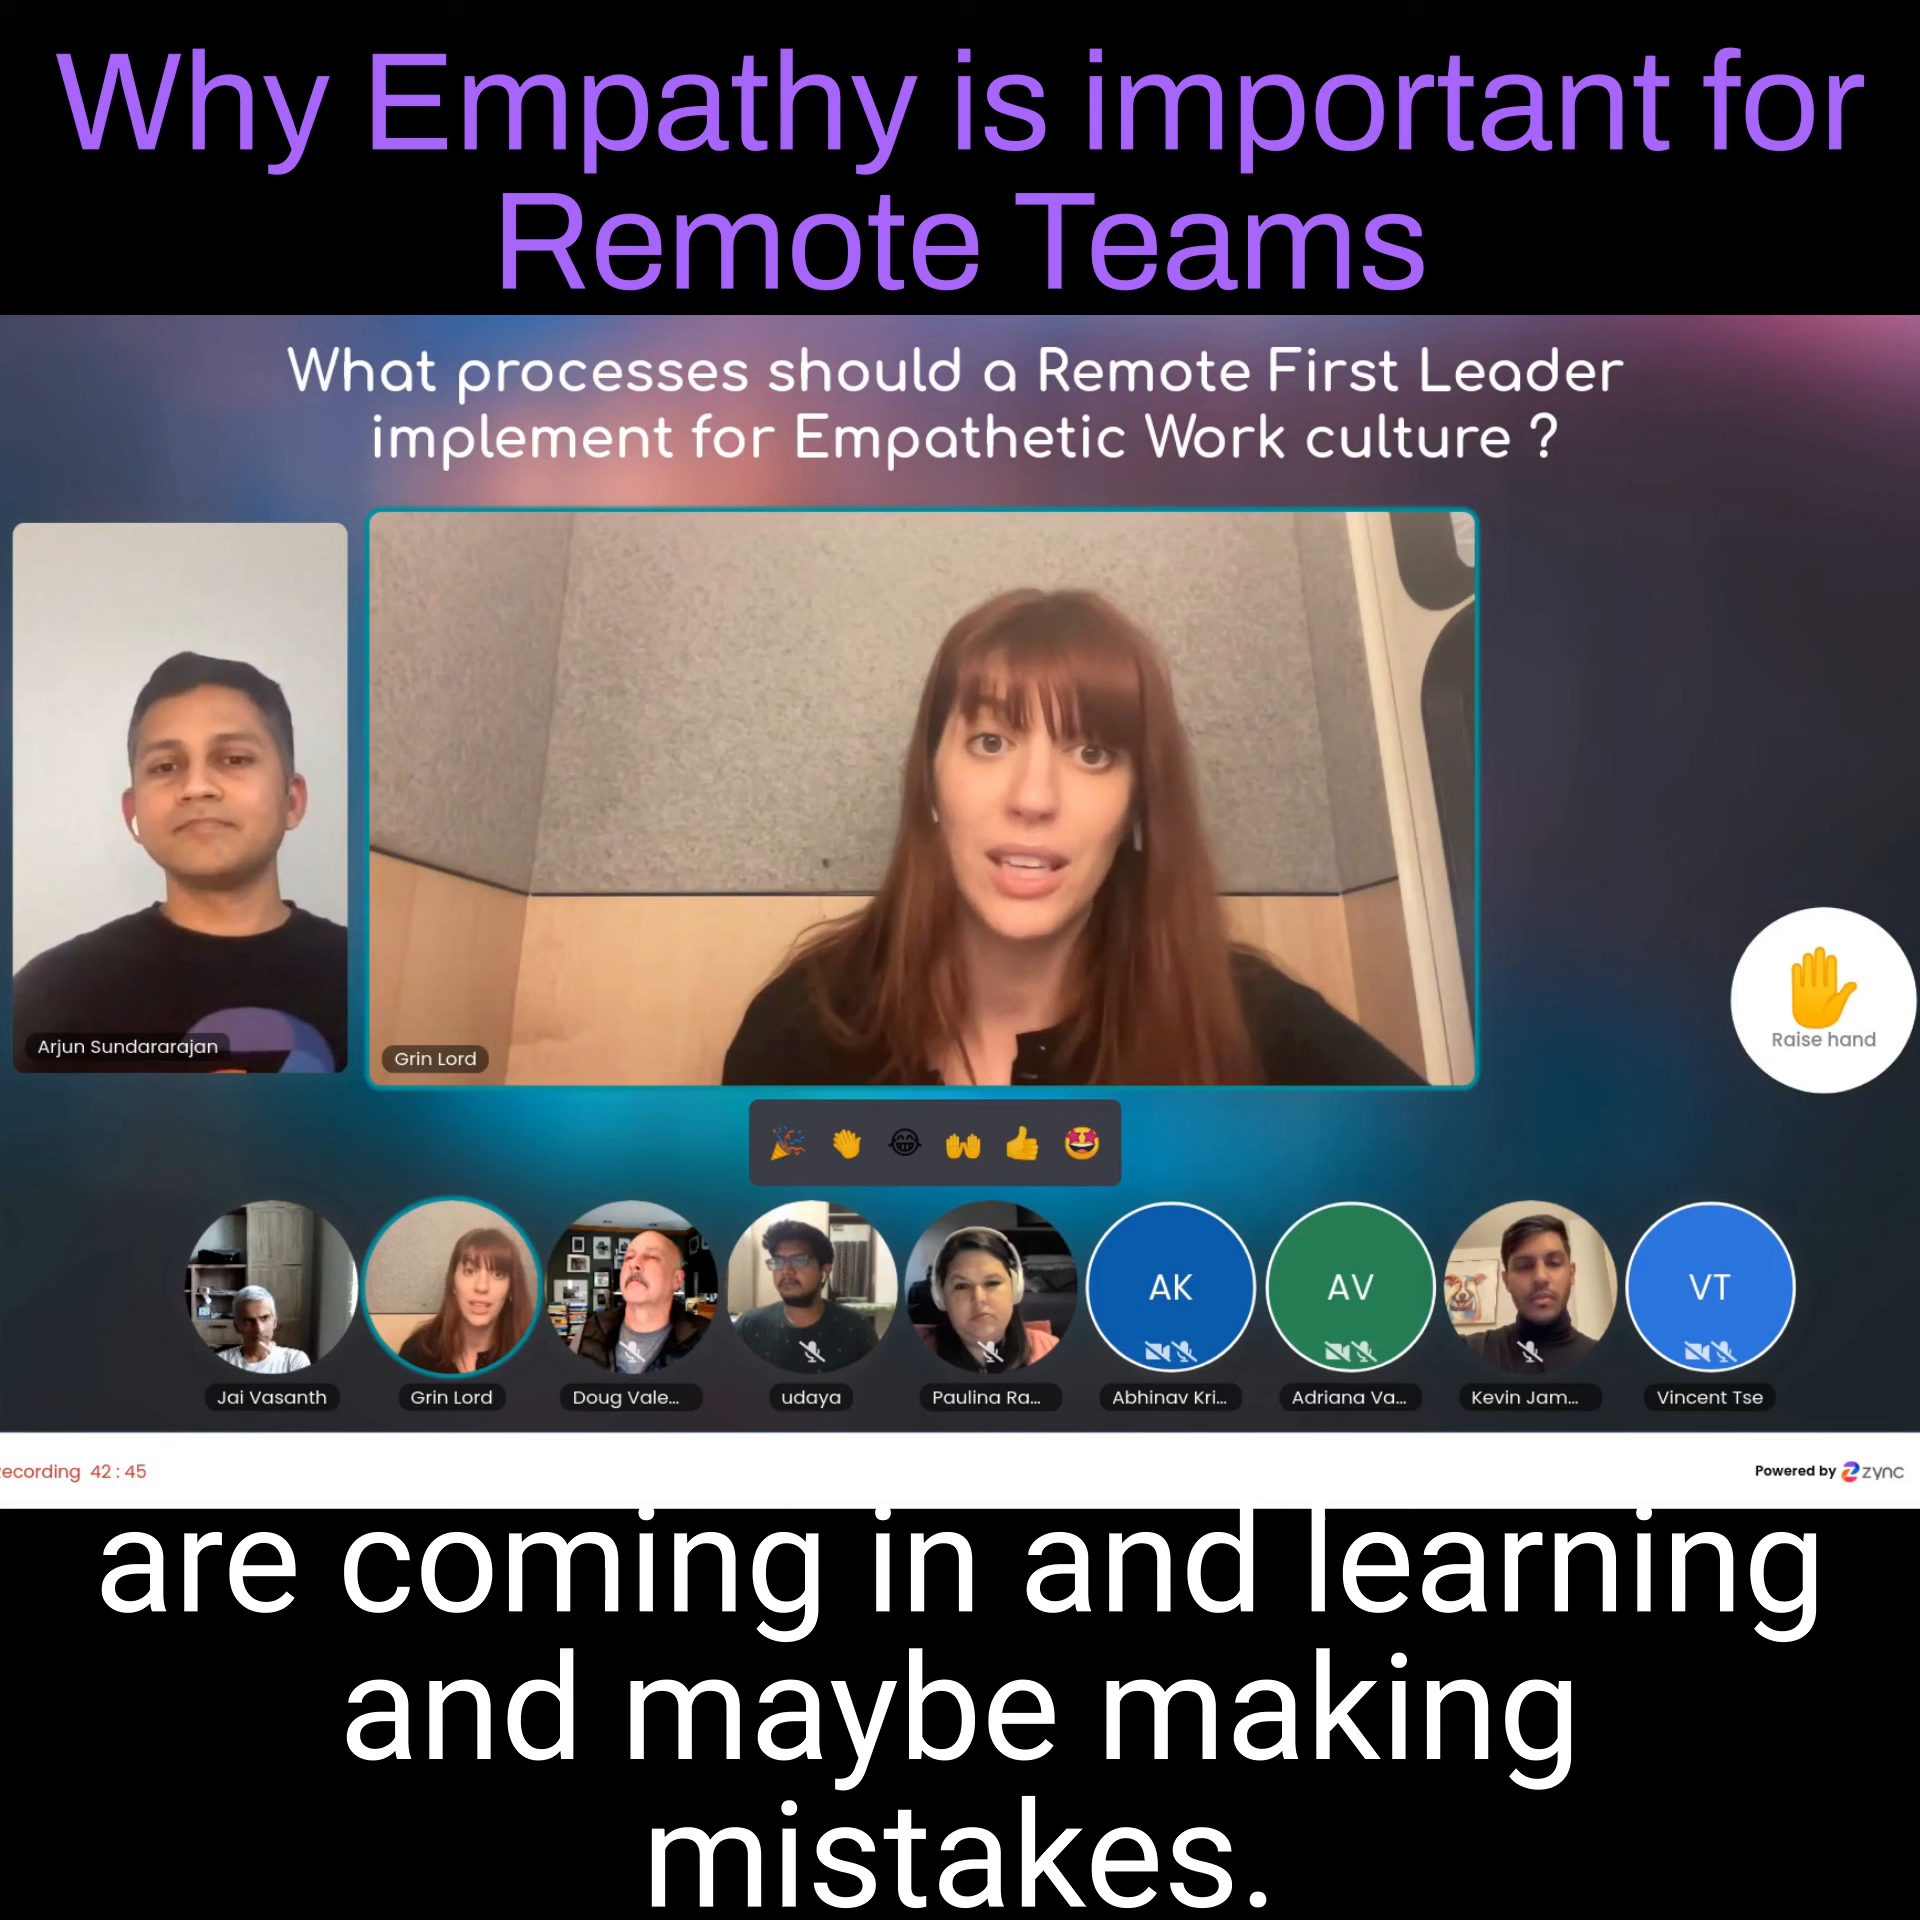 Why Empathy is important for
Remote Teams
What processes should a Remote First Leader
implement for Empathetic Work culture ?
Arjun Sundararajan
Grin Lord
Raise hand
AK
AV
VT
Jai Vasanth
Grin Lord
Doug Vale...
udaya
Paulina Ra...
Abhinav Kri...
Adriana Va...
Kevin Jam...
Vincent Tse
ecording 42 : 45
Powered by zync
are coming in and learning
and maybe making
mistakes.